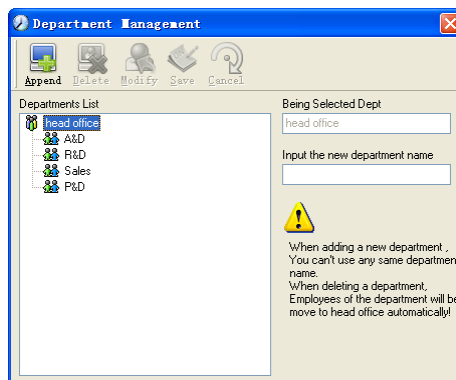 Department Management
Append Delete Modify Save Cancel
Departments List
head office
A&D
R&D
Sales
P&D
Being Selected Dept
head office
Input the new department name
When adding a new department ,
You can't use any same departmen
name.
When deleting a department,
Employees of the department will be
move to head office automatically!